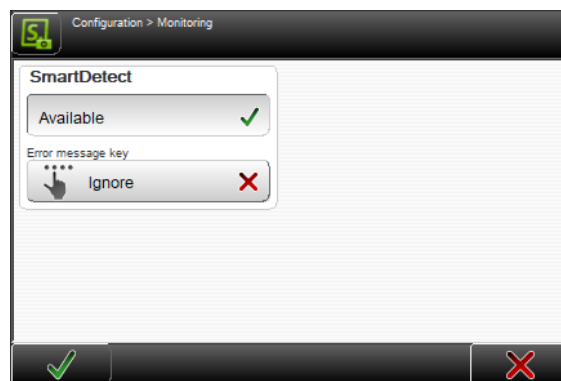 Configuration > Monitoring
SmartDetect
Available
Error message key
Ignore